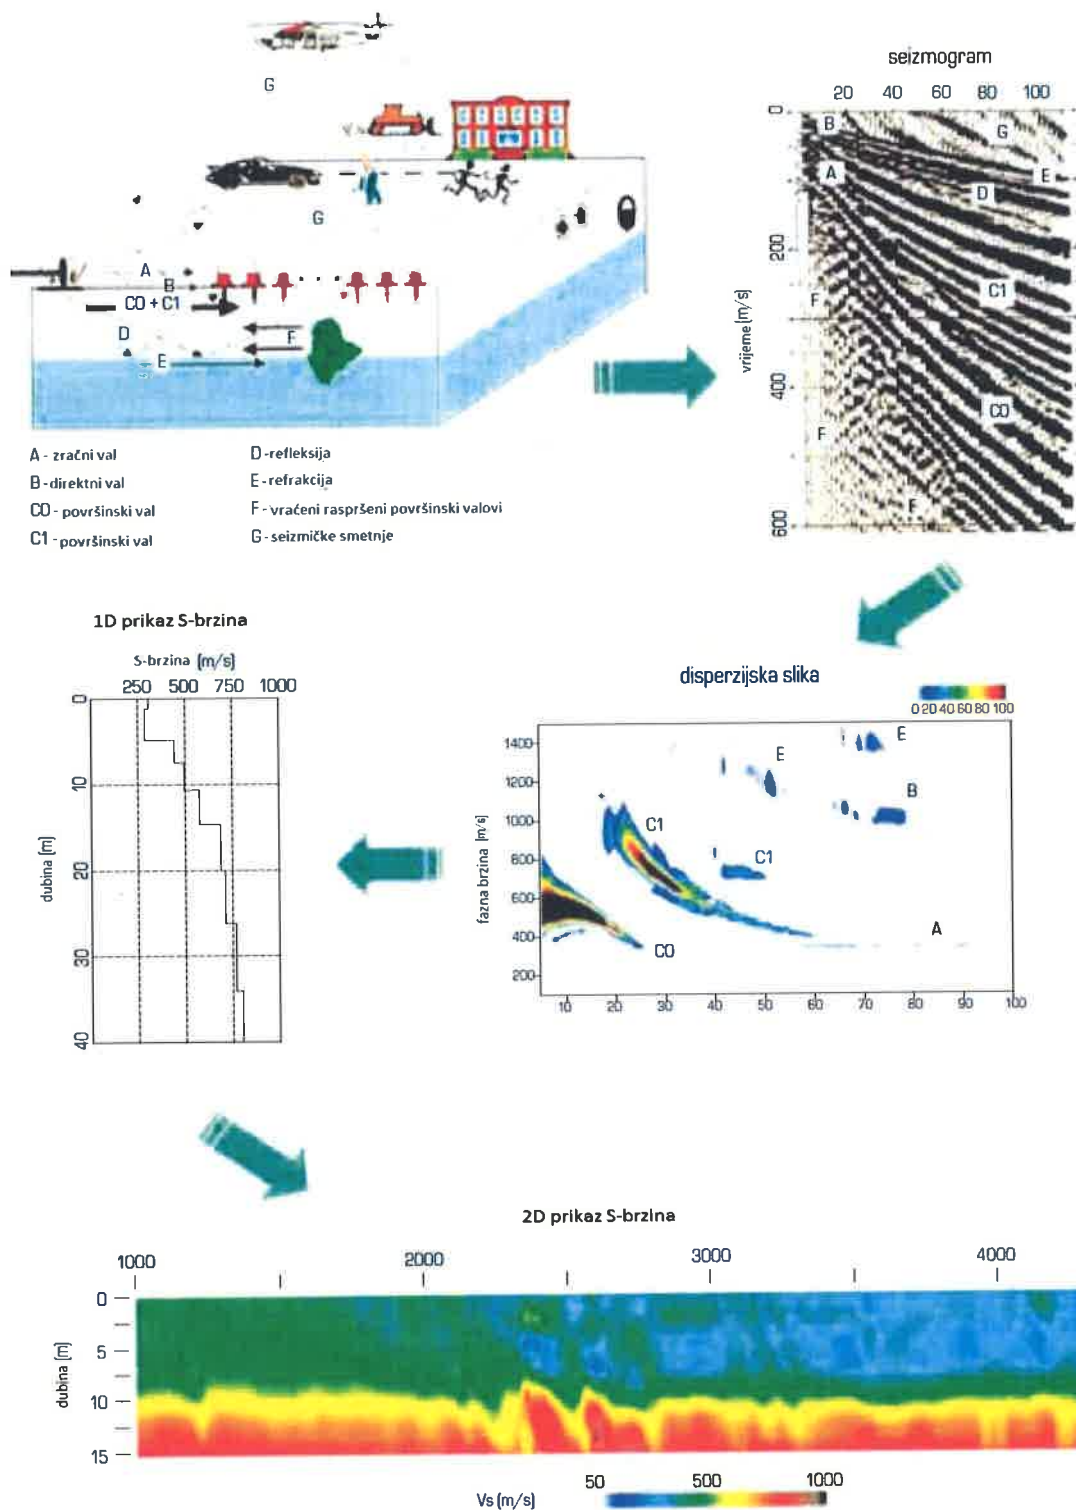 G
G
A
B
C0 + C1
D
F
E
A - zračni val
B - direktni val
C0 - površinski val
C1 - površinski val
D - refleksija
E - refrakcija
F - vraćeni raspršeni površinski valovi
G - seizmičke smetnje
seizmogram
20 40 60 80 100
0
200
400
600
vrijeme [m/s]
B
G
A
E
D
F
C1
C0
F
F
1D prikaz S-brzina
S-brzina [m/s]
250 500 750 1000
0
10
20
30
40
dubina [m]
disperzijska slika
0 20 40 60 80 100
1400
1200
1000
800
600
400
200
fazna brzina [m/s]
E
E
B
C1
C1
A
C0
10 20 30 40 50 60 70 80 90 100
2D prikaz S-brzina
1000 2000 3000 4000
0
5
10
15
dubina [m]
50 500 1000
Vs [m/s]